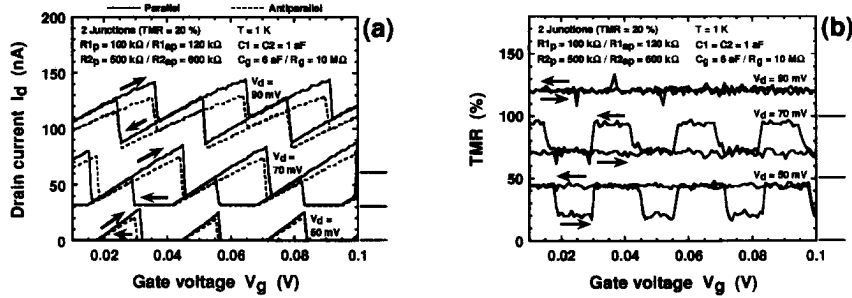 Parallel Antiparallel
(a)
2 Junctions (TMR = 20 %) T = 1 K
R1p = 100 kΩ / R1ap = 120 kΩ C1 = C2 = 1 aF
R2p = 500 kΩ / R2ap = 600 kΩ Cg = 6 aF / Rg = 10 MΩ
Vd = 90 mV
Vd = 70 mV
Vd = 50 mV
Drain current Id (nA)
200
150
100
50
0
0.02 0.04 0.06 0.08 0.1
Gate voltage Vg (V)
(b)
2 Junctions (TMR = 20 %) T = 1 K
R1p = 100 kΩ / R1ap = 120 kΩ C1 = C2 = 1 aF
R2p = 500 kΩ / R2ap = 600 kΩ Cg = 6 aF / Rg = 10 MΩ
Vd = 90 mV
Vd = 70 mV
Vd = 50 mV
TMR (%)
150
100
50
0
0.02 0.04 0.06 0.08 0.1
Gate voltage Vg (V)